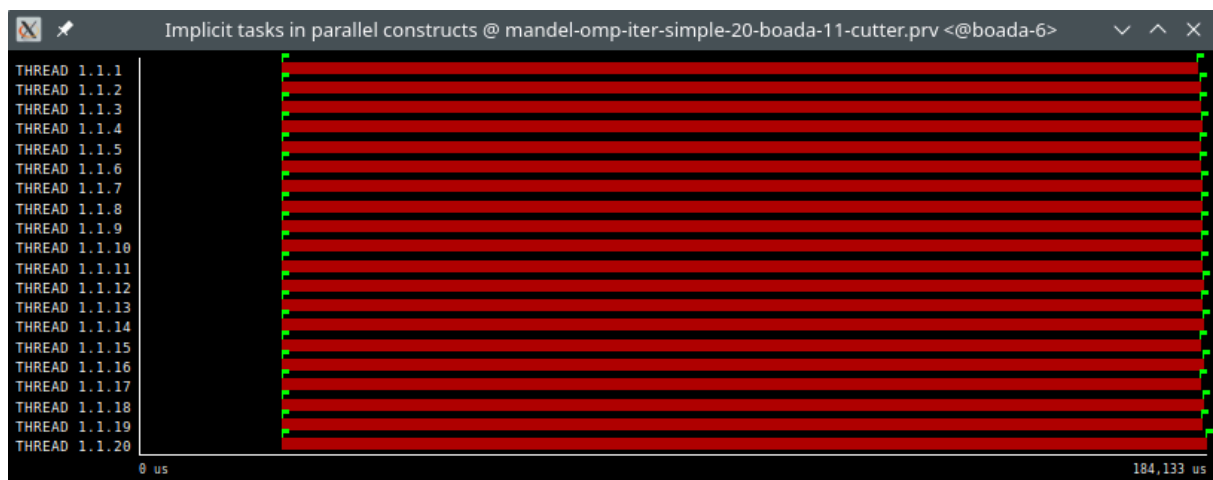 Implicit tasks in parallel constructs @ mandel-omp-iter-simple-20-boada-11-cutter.prv <@boada-6>
THREAD 1.1.1
THREAD 1.1.2
THREAD 1.1.3
THREAD 1.1.4
THREAD 1.1.5
THREAD 1.1.6
THREAD 1.1.7
THREAD 1.1.8
THREAD 1.1.9
THREAD 1.1.10
THREAD 1.1.11
THREAD 1.1.12
THREAD 1.1.13
THREAD 1.1.14
THREAD 1.1.15
THREAD 1.1.16
THREAD 1.1.17
THREAD 1.1.18
THREAD 1.1.19
THREAD 1.1.20
0 us 184,133 us